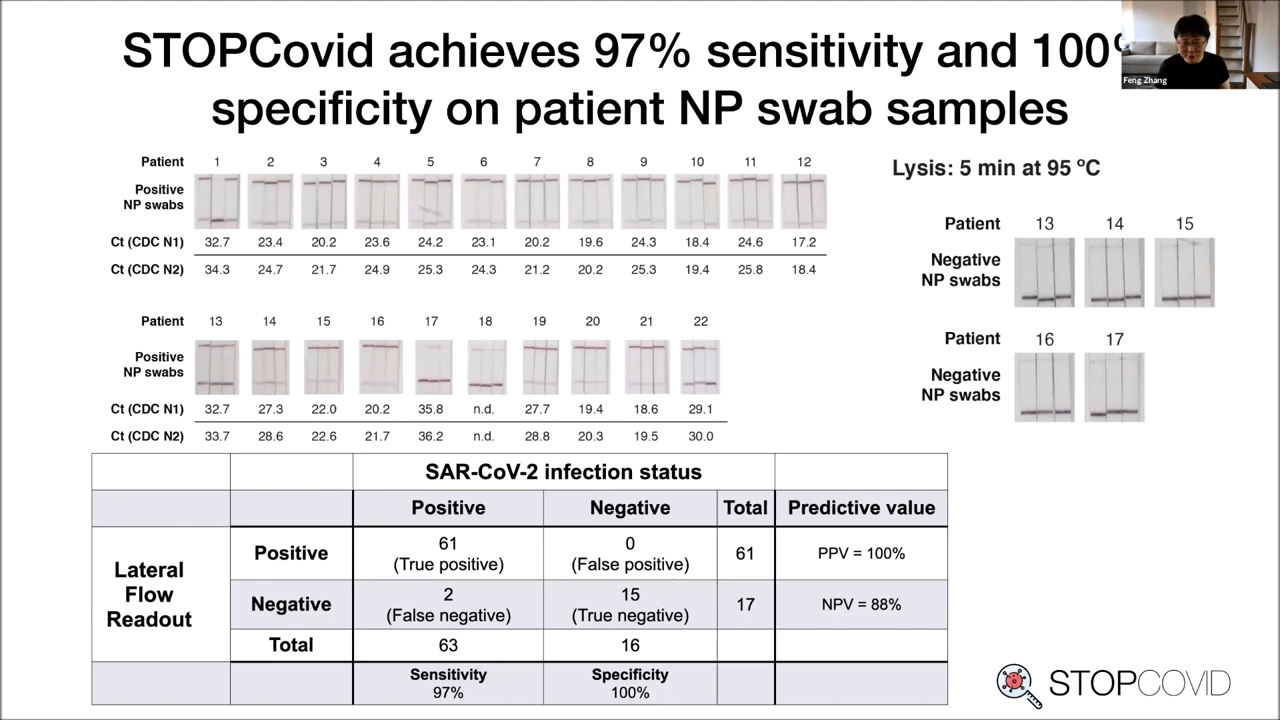 STOPCovid achieves 97% sensitivity and 100
specificity on patient NP swab samples
Feng Zhang
Patient 1 2 3 4 5 6 7 8 9 10 11 12
Positive
NP swabs
Ct (CDC N1) 32.7 23.4 20.2 23.6 24.2 23.1 20.2 19.6 24.3 18.4 24.6 17.2
Ct (CDC N2) 34.3 24.7 21.7 24.9 25.3 24.3 21.2 20.2 25.3 19.4 25.8 18.4
Patient 13 14 15 16 17 18 19 20 21 22
Positive
NP swabs
Ct (CDC N1) 32.7 27.3 22.0 20.2 35.8 n.d. 27.7 19.4 18.6 29.1
Ct (CDC N2) 33.7 28.6 22.6 21.7 36.2 n.d. 28.8 20.3 19.5 30.0
Lysis: 5 min at 95 ºC
Patient 13 14 15
Negative
NP swabs
Patient 16 17
Negative
NP swabs
SAR-CoV-2 infection status
Positive Negative Total Predictive value
Lateral
Flow
Readout
Positive
61
(True positive)
0
(False positive)
61
PPV = 100%
Negative
2
(False negative)
15
(True negative)
17
NPV = 88%
Total 63 16
Sensitivity
97%
Specificity
100%
STOPCOVID